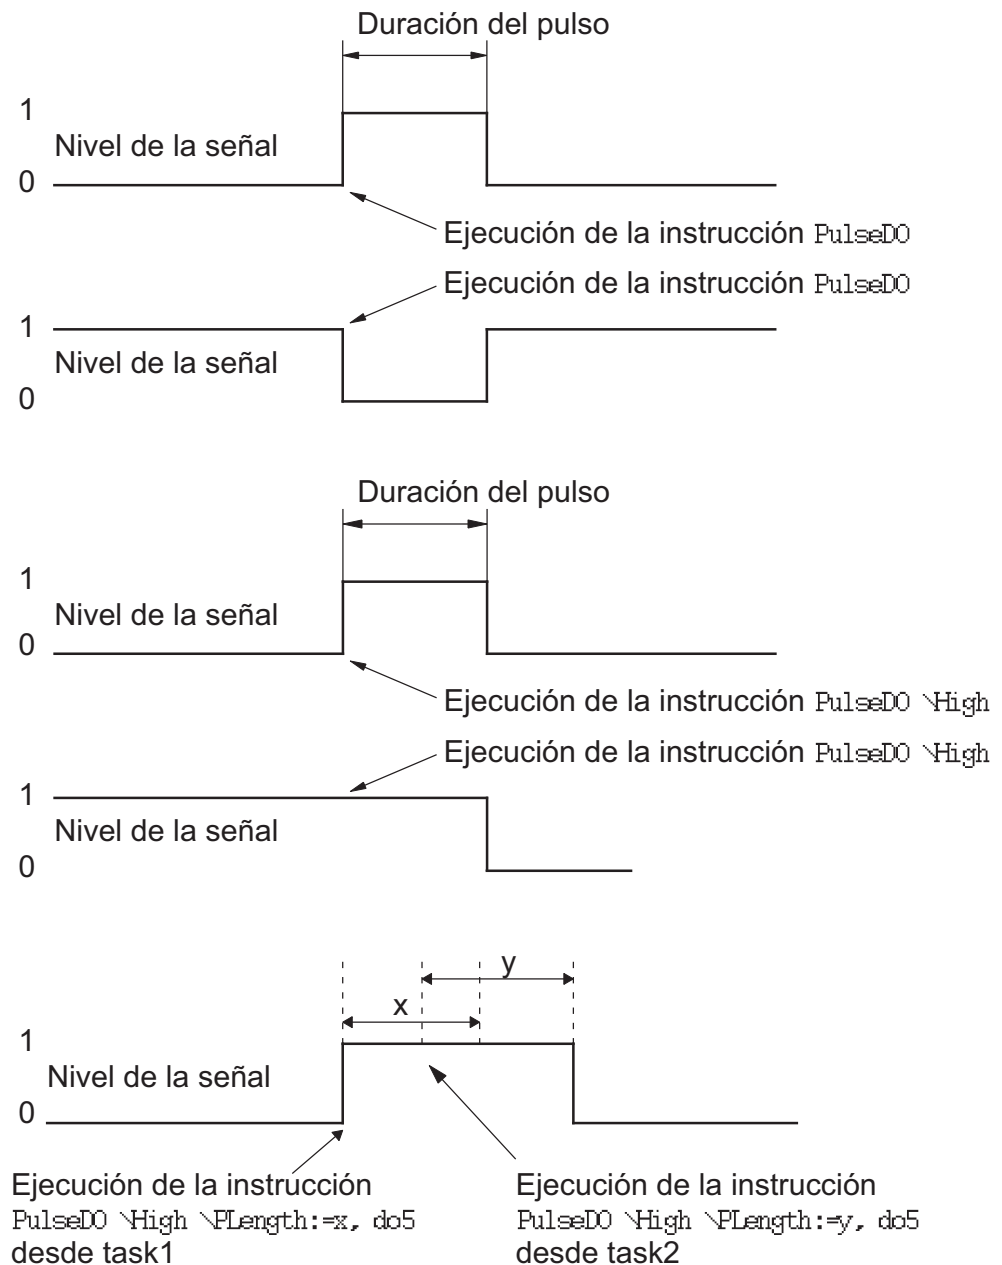 Duración del pulso
1
Nivel de la señal
0
Ejecución de la instrucción PulseDO
Ejecución de la instrucción PulseDO
1
Nivel de la señal
0
Duración del pulso
1
Nivel de la señal
0
Ejecución de la instrucción PulseDO \High
Ejecución de la instrucción PulseDO \High
1
Nivel de la señal
0
y
x
1
Nivel de la señal
0
Ejecución de la instrucción
PulseDO \High \PLength:=x, do5
desde task1
Ejecución de la instrucción
PulseDO \High \PLength:=y, do5
desde task2